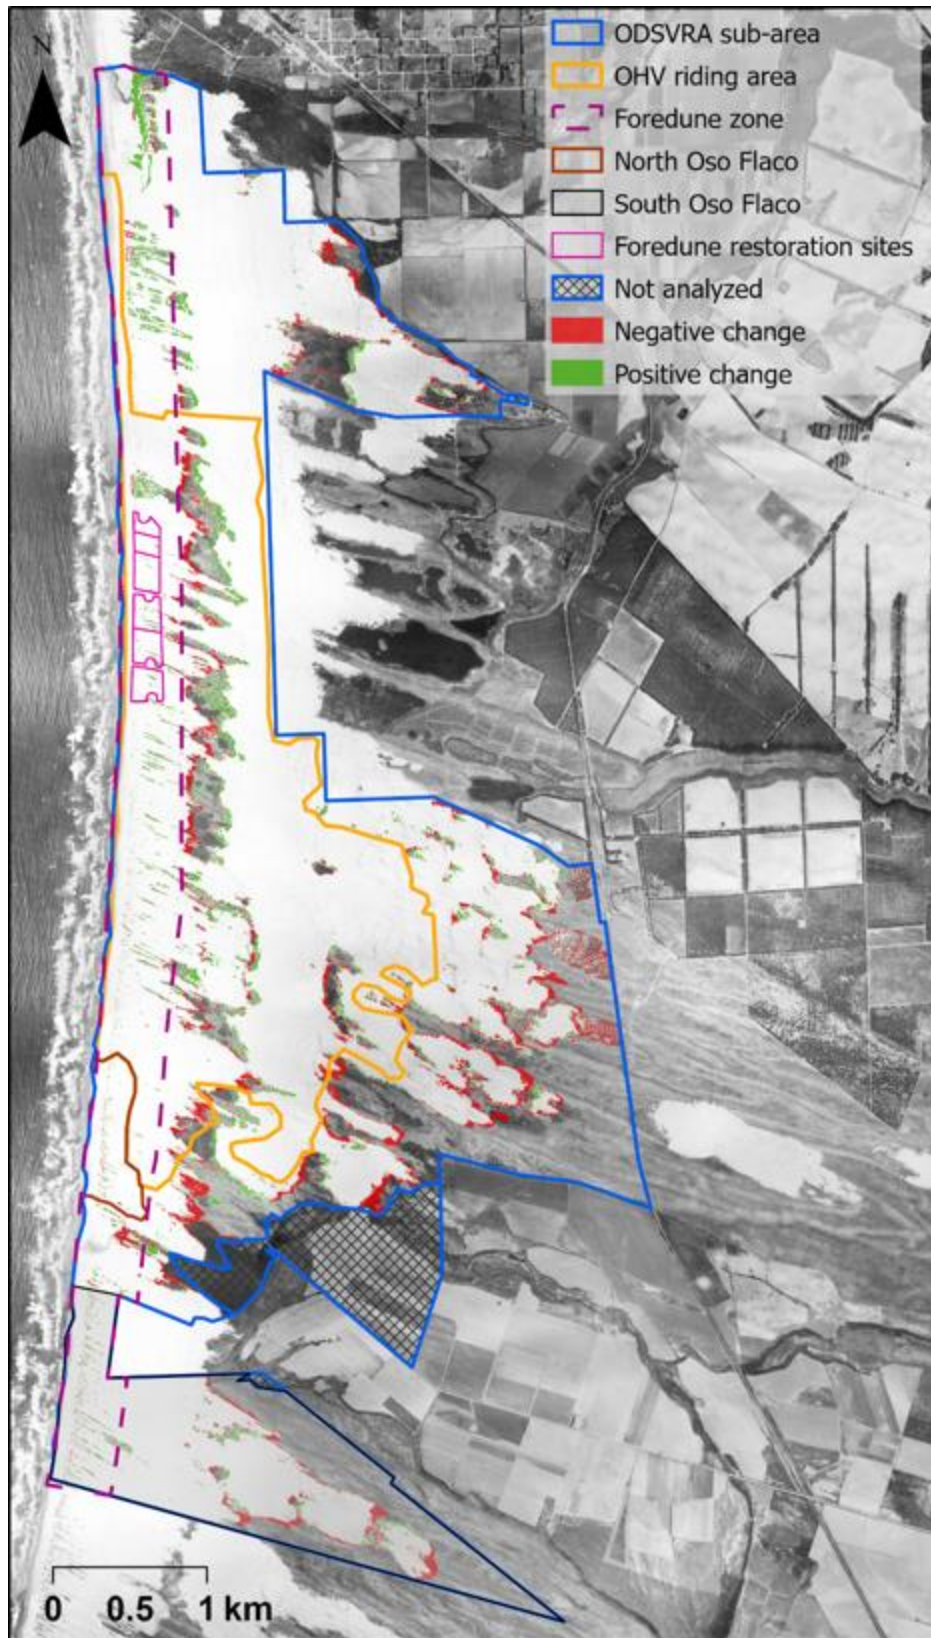 N
ODSVRA sub-area
OHV riding area
Foredune zone
North Oso Flaco
South Oso Flaco
Foredune restoration sites
Not analyzed
Negative change
Positive change
0 0.5 1 km